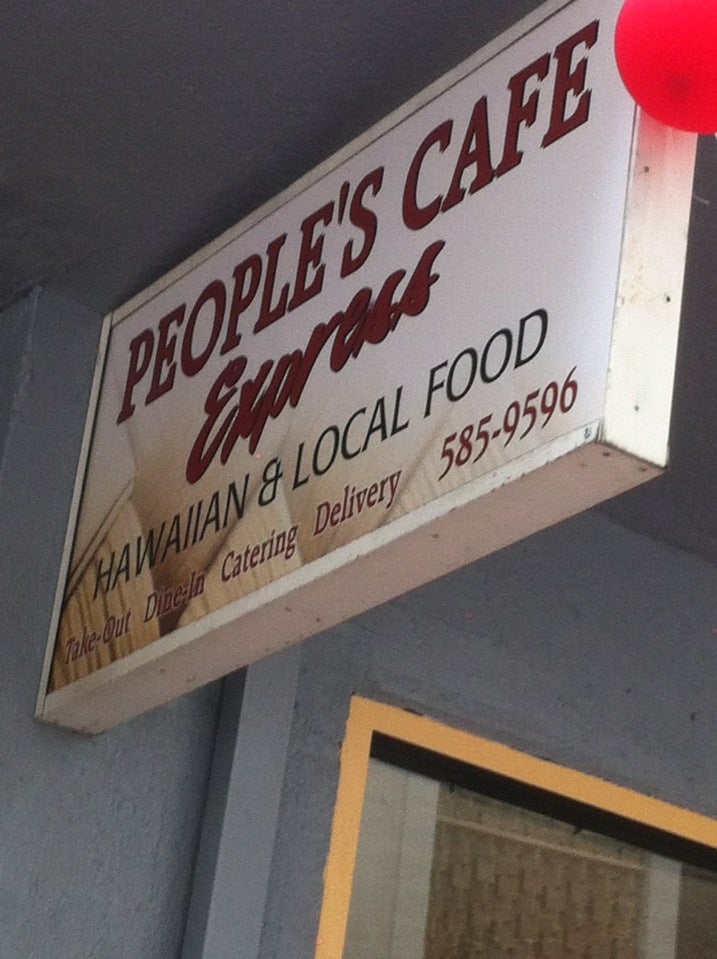 PEOPLE'S CAFE
Express
HAWAIIAN & LOCAL FOOD
Take-Out Dine-In Catering Delivery 585-9596